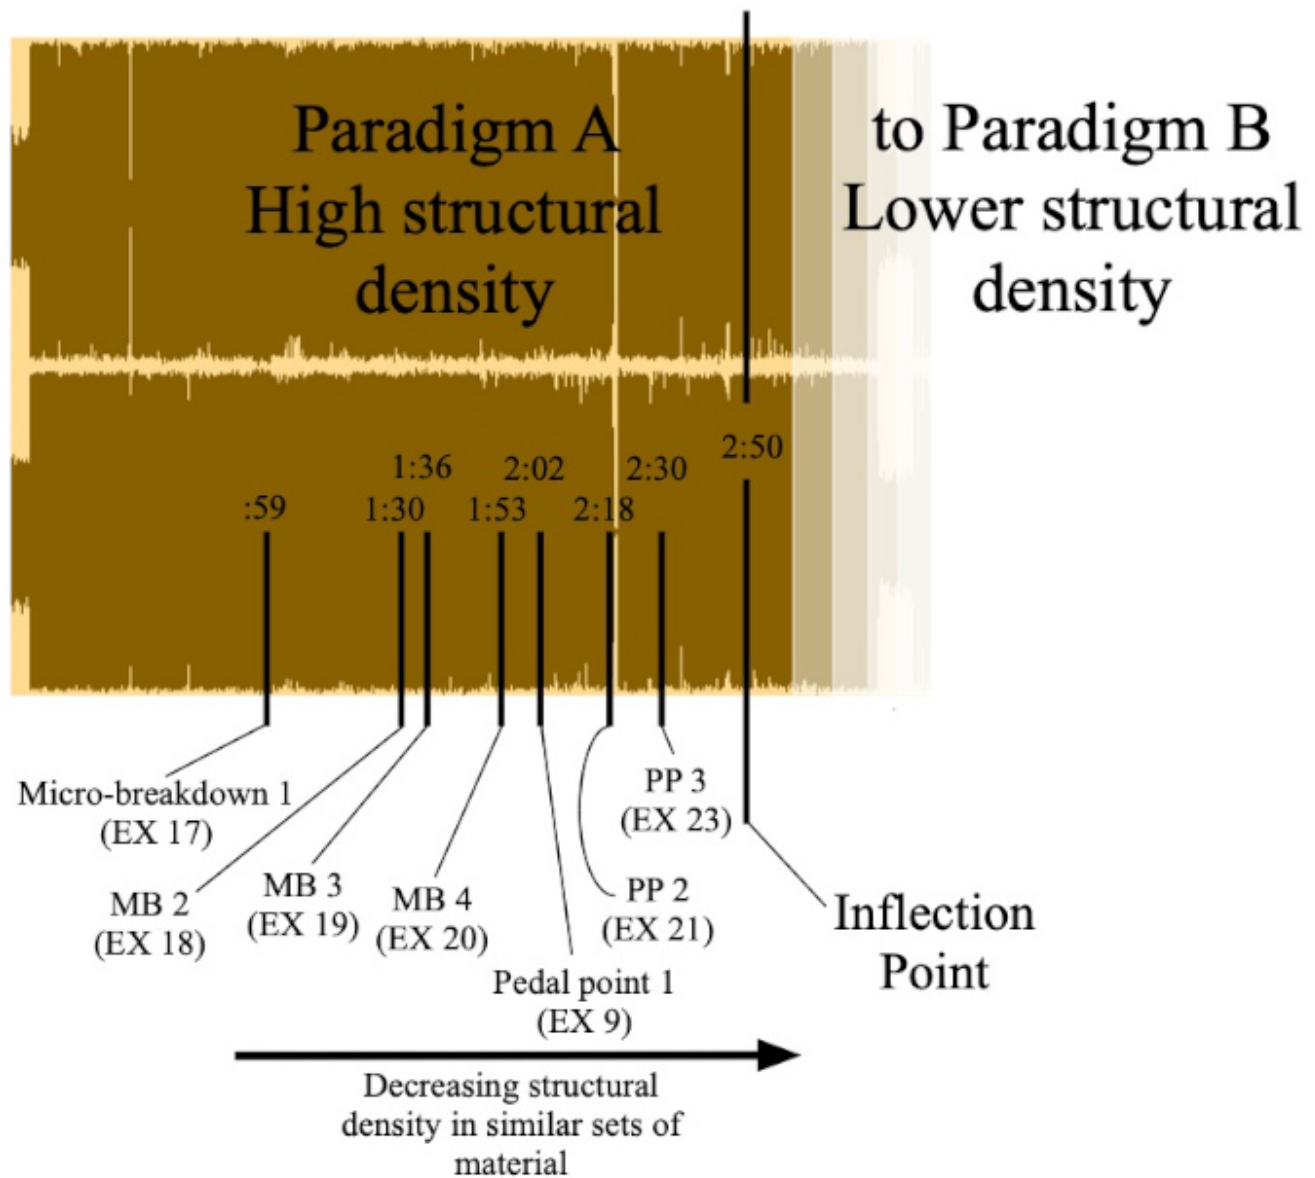 Paradigm A
High structural
density
to Paradigm B
Lower structural
density
2:50
1:36
2:02
2:30
:59
1:30
1:53
2:18
Micro-breakdown 1
(EX 17)
MB 2
(EX 18)
MB 3
(EX 19)
MB 4
(EX 20)
Pedal point 1
(EX 9)
PP 2
(EX 21)
PP 3
(EX 23)
Inflection
Point
Decreasing structural
density in similar sets of
material